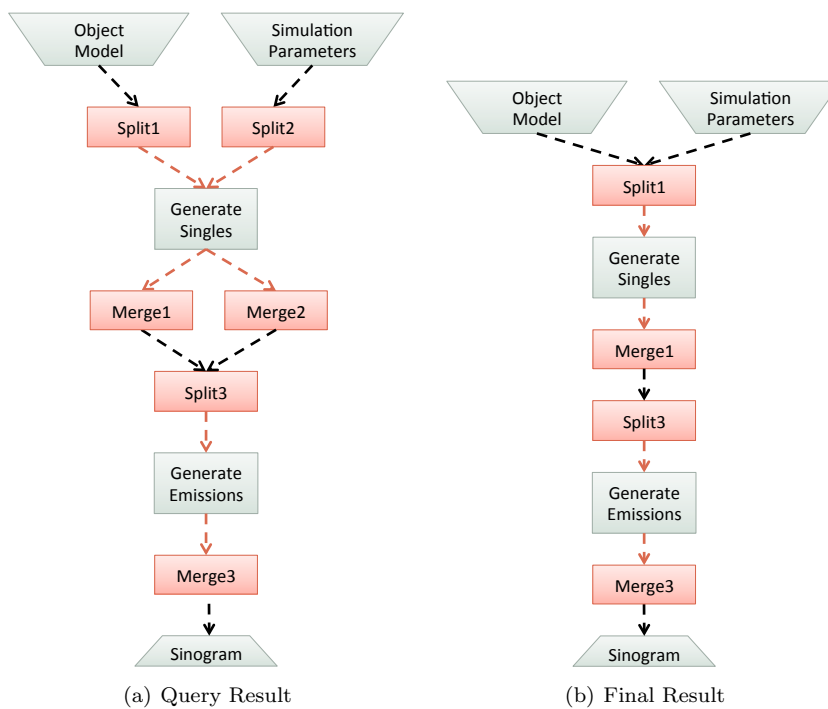 Object
Model
Simulation
Parameters
Split1
Split2
Generate
Singles
Merge1
Merge2
Split3
Generate
Emissions
Merge3
Sinogram
(a) Query Result
Object
Model
Simulation
Parameters
Split1
Generate
Singles
Merge1
Split3
Generate
Emissions
Merge3
Sinogram
(b) Final Result